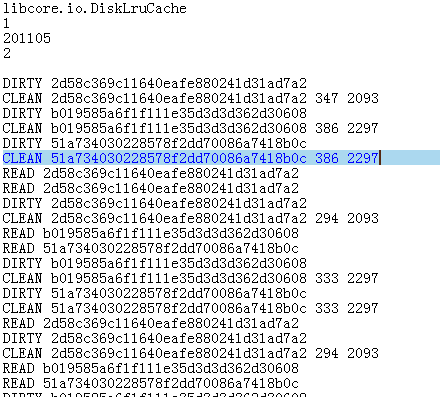 libcore.io.DiskLruCache
1
201105
2
DIRTY 2d58c369c11640eafe880241d31ad7a2
CLEAN 2d58c369c11640eafe880241d31ad7a2 347 2093
DIRTY b019585a6f1f111e35d3d3d362d30608
CLEAN b019585a6f1f111e35d3d3d362d30608 386 2297
DIRTY 51a734030228578f2dd70086a7418b0c
CLEAN 51a734030228578f2dd70086a7418b0c 386 2297
READ 2d58c369c11640eafe880241d31ad7a2
READ 2d58c369c11640eafe880241d31ad7a2
DIRTY 2d58c369c11640eafe880241d31ad7a2
CLEAN 2d58c369c11640eafe880241d31ad7a2 294 2093
READ b019585a6f1f111e35d3d3d362d30608
READ 51a734030228578f2dd70086a7418b0c
DIRTY b019585a6f1f111e35d3d3d362d30608
CLEAN b019585a6f1f111e35d3d3d362d30608 333 2297
DIRTY 51a734030228578f2dd70086a7418b0c
CLEAN 51a734030228578f2dd70086a7418b0c 333 2297
READ 2d58c369c11640eafe880241d31ad7a2
DIRTY 2d58c369c11640eafe880241d31ad7a2
CLEAN 2d58c369c11640eafe880241d31ad7a2 294 2093
READ b019585a6f1f111e35d3d3d362d30608
READ 51a734030228578f2dd70086a7418b0c
DIRTY b019585a6f1f111e35d3d3d362d30608